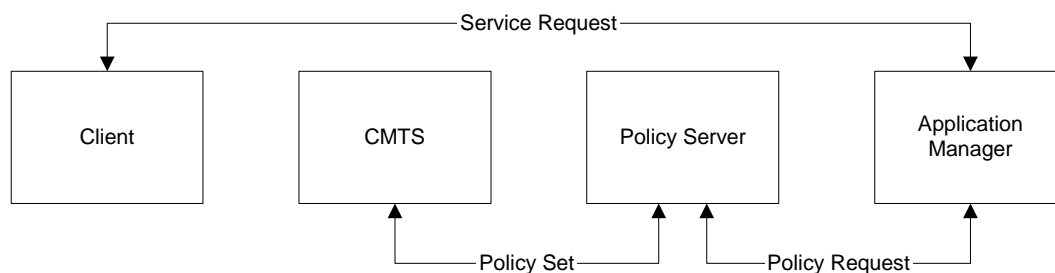 Service Request
Client
CMTS
Policy Server
Application
Manager
Policy Set
Policy Request